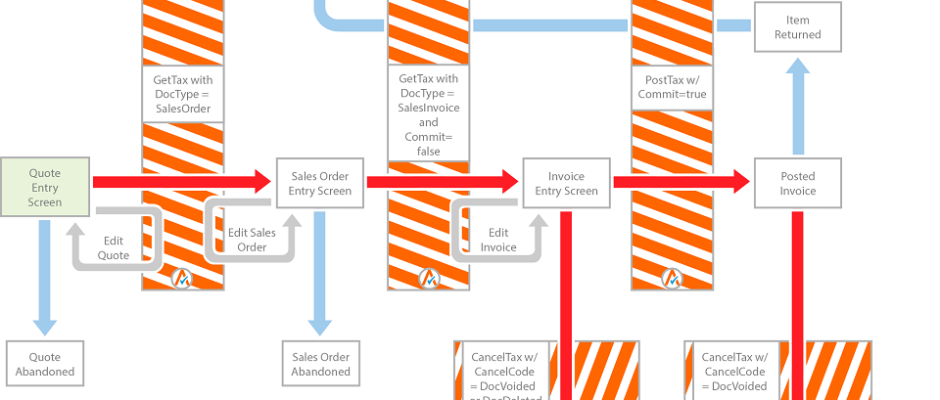 Item
Returned
GetTax with
DocType =
SalesOrder
GetTax with
DocType =
SalesInvoice
and
Commit=
false
PostTax w/
Commit=true
Quote
Entry
Screen
Sales Order
Entry Screen
Invoice
Entry Screen
Posted
Invoice
Edit
Quote
Edit Sales
Order
Edit
Invoice
Quote
Abandoned
Sales Order
Abandoned
CancelTax w/
CancelCode
= DocVoided
or DocDeleted
CancelTax w/
CancelCode
= DocVoided